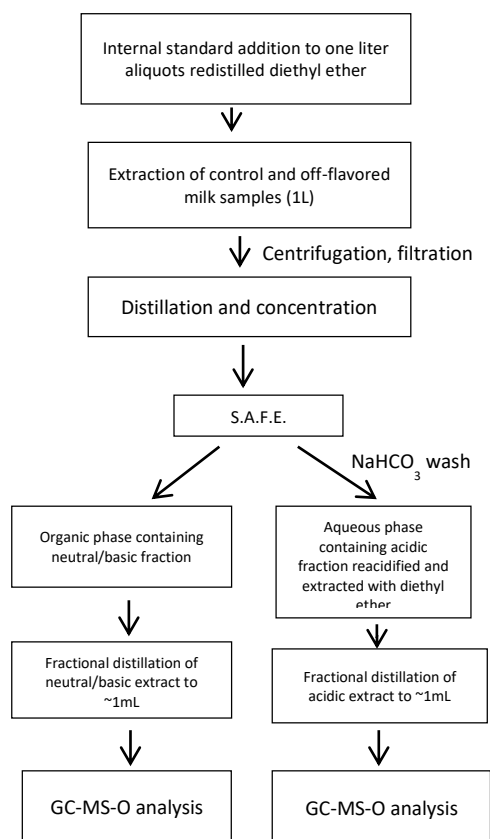 Internal standard addition to one liter
aliquots redistilled diethyl ether
Extraction of control and off-flavored
milk samples (1L)
Centrifugation, filtration
Distillation and concentration
S.A.F.E.
NaHCO₃ wash
Organic phase containing
neutral/basic fraction
Aqueous phase
containing acidic
fraction reacidified and
extracted with diethyl
ether
Fractional distillation of
neutral/basic extract to
~1mL
Fractional distillation of
acidic extract to ~1mL
GC-MS-O analysis
GC-MS-O analysis